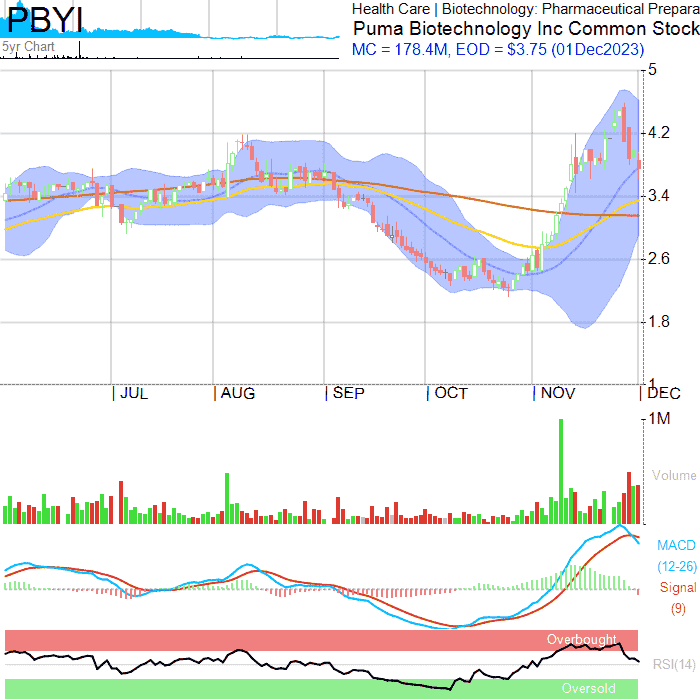 PBYI
5yr Chart
Health Care | Biotechnology: Pharmaceutical Prepara
Puma Biotechnology Inc Common Stock
MC = 178.4M, EOD = $3.75 (01Dec2023)
5
4.2
3.4
2.6
1.8
1
JUL AUG SEP OCT NOV DEC
1M
Volume
MACD
(12-26)
Signal
(9)
Overbought
RSI(14)
Oversold